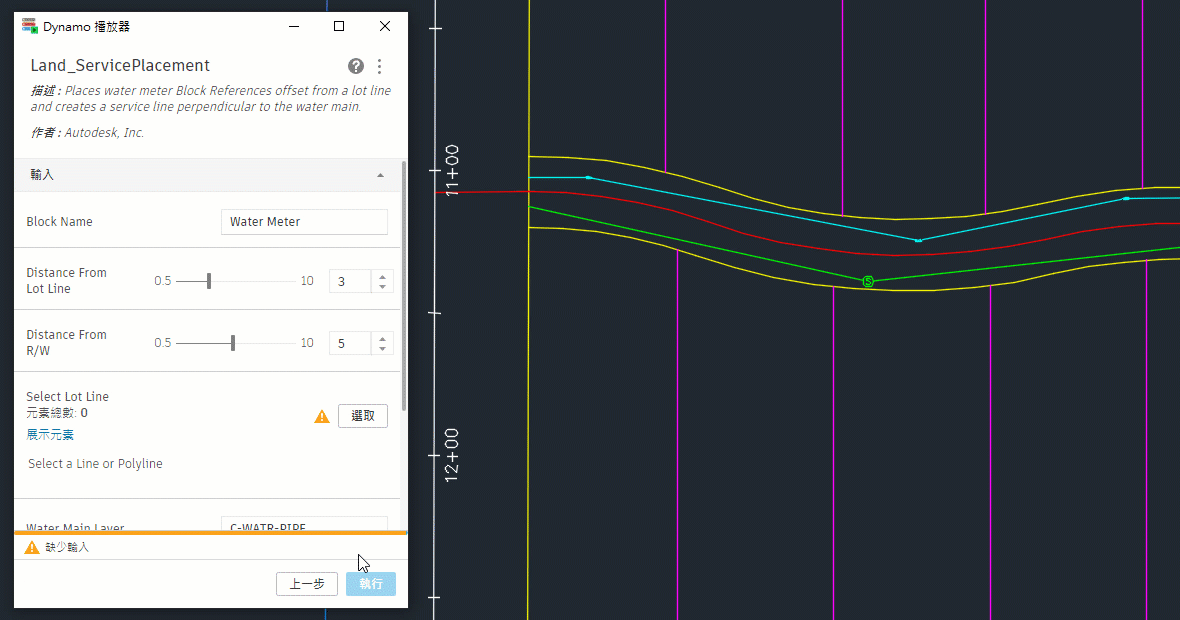 Dynamo 播放器
Land_ServicePlacement
描述 : Places water meter Block References offset from a lot line
and creates a service line perpendicular to the water main.
作者 : Autodesk, Inc.
輸入
Block Name
Water Meter
Distance From
Lot Line
0.5
10
3
Distance From
R/W
0.5
10
5
Select Lot Line
元素總數: 0
展示元素
選取
Select a Line or Polyline
Water Main Layer
C-WATR-PIPE
缺少輸入
上一步
執行
11+00
12+00
S